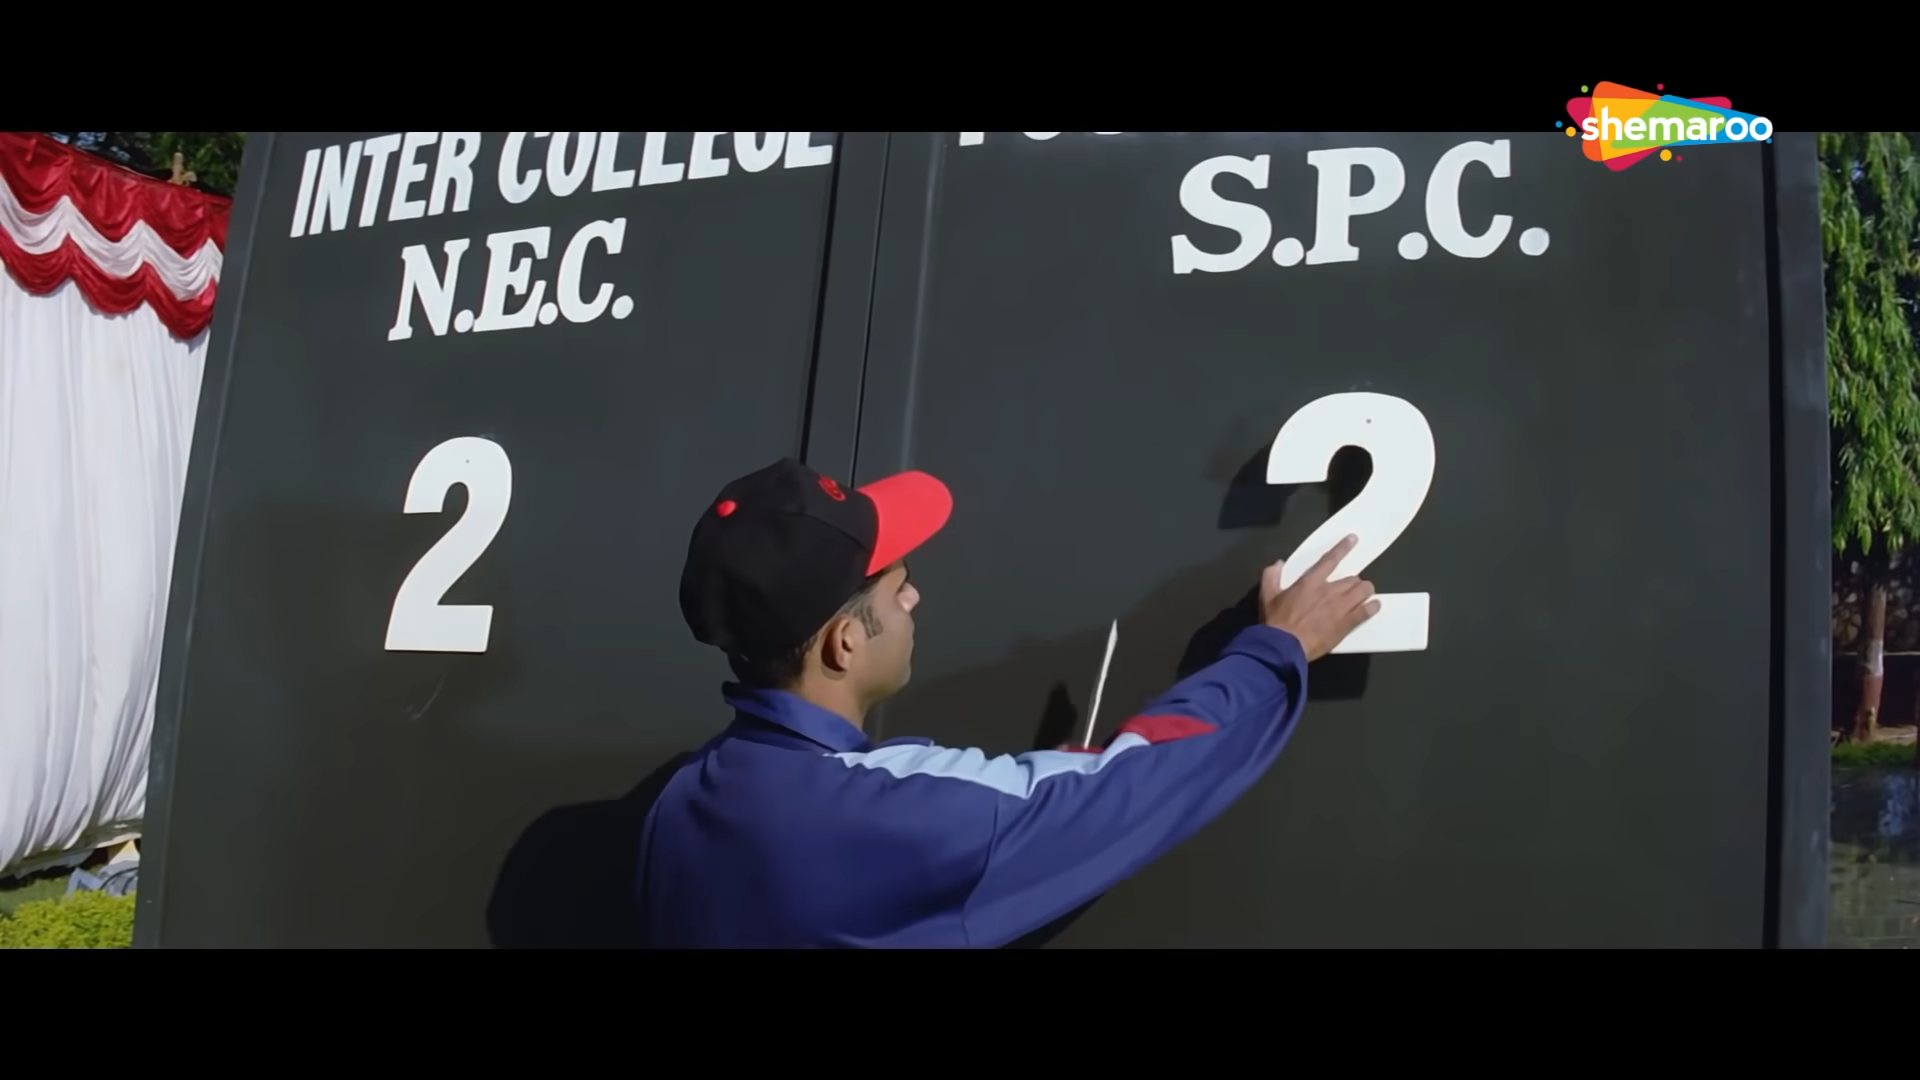 shemaroo
INTER COLLEGE
N.E.C.
S.P.C.
2
2